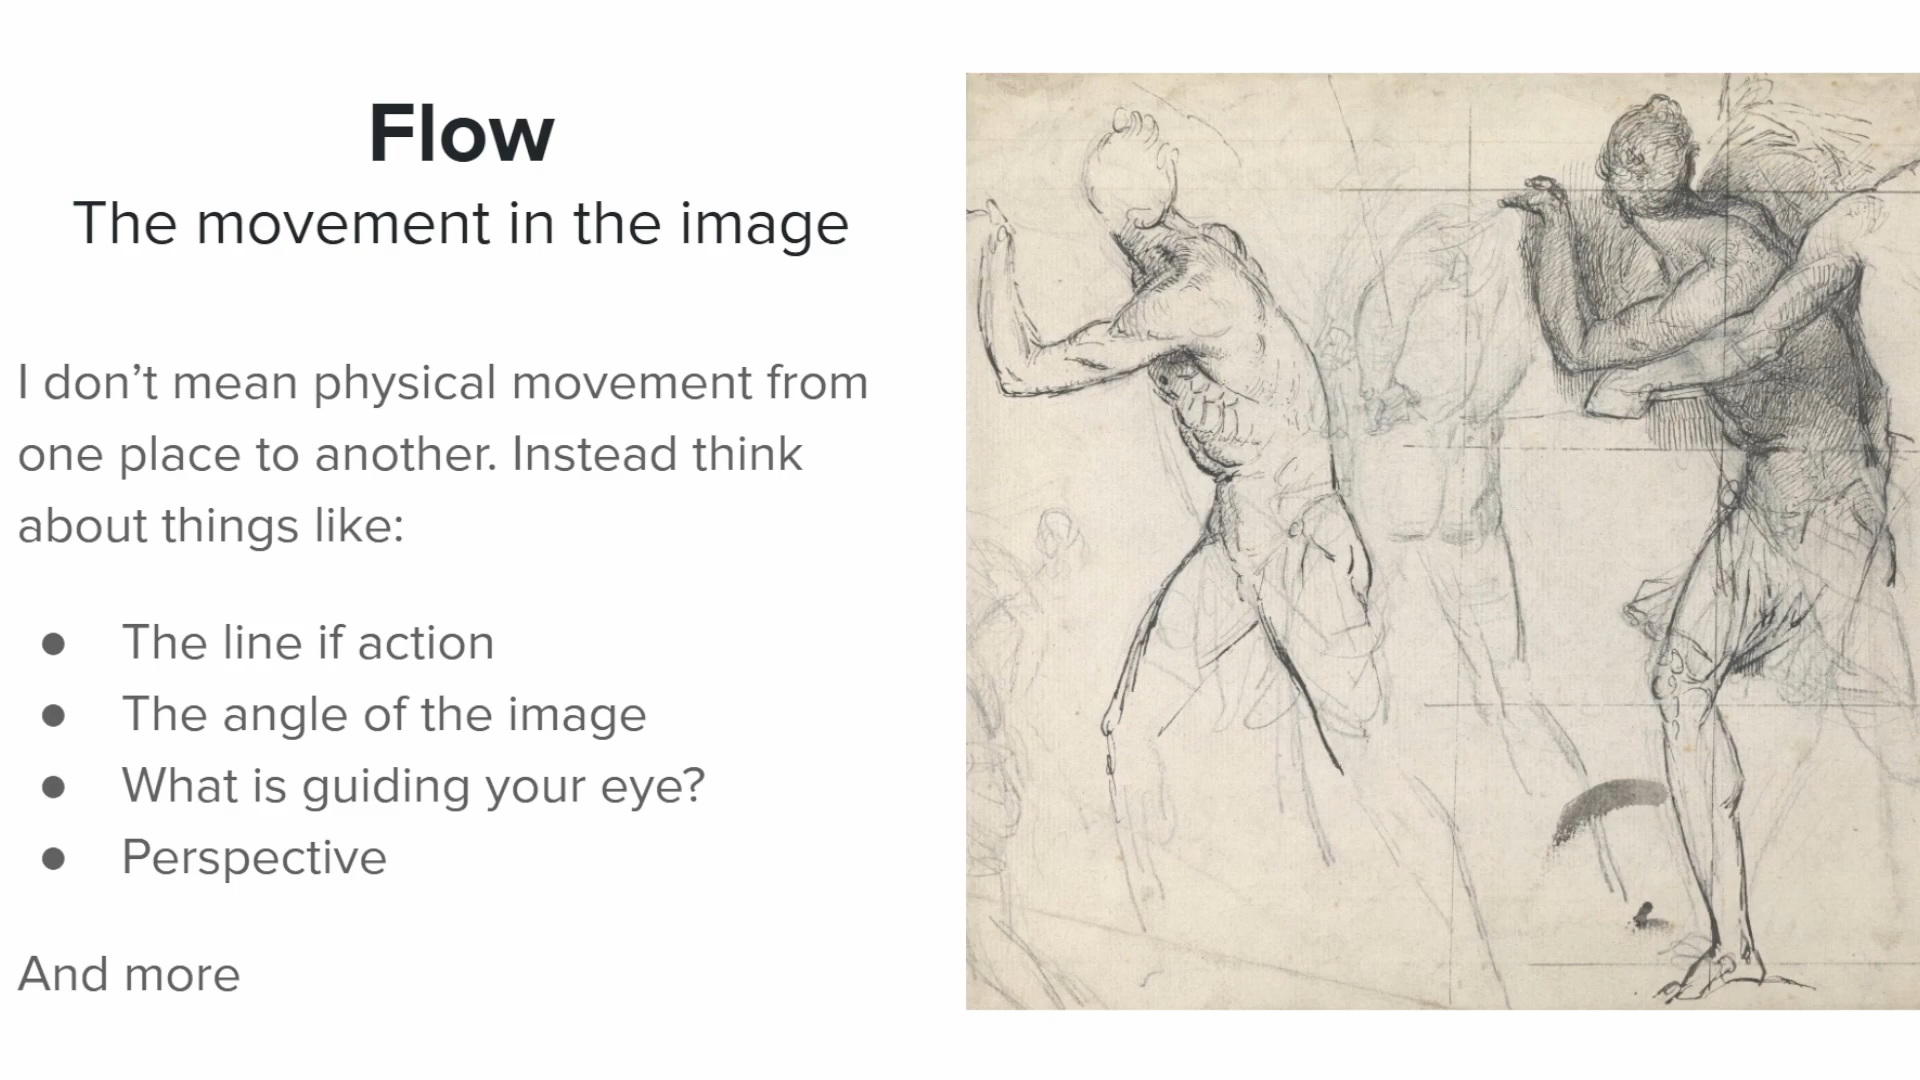 Flow
The movement in the image
I don’t mean physical movement from
one place to another. Instead think
about things like:
● The line if action
● The angle of the image
● What is guiding your eye?
● Perspective
And more